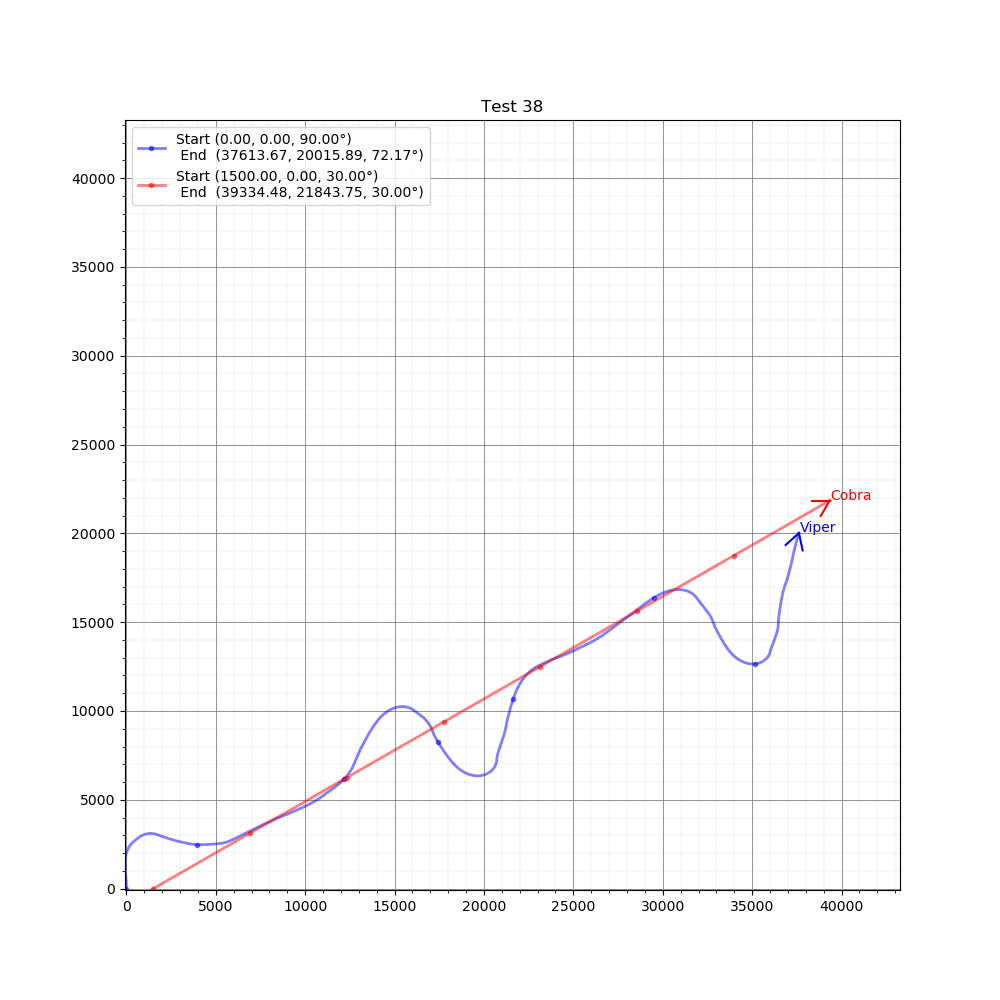 Test 38
Start (0.00, 0.00, 90.00°)
End (37613.67, 20015.89, 72.17°)
Start (1500.00, 0.00, 30.00°)
End (39334.48, 21843.75, 30.00°)
40000
35000
30000
25000
20000
15000
10000
5000
0
Cobra
Viper
0 5000 10000 15000 20000 25000 30000 35000 40000